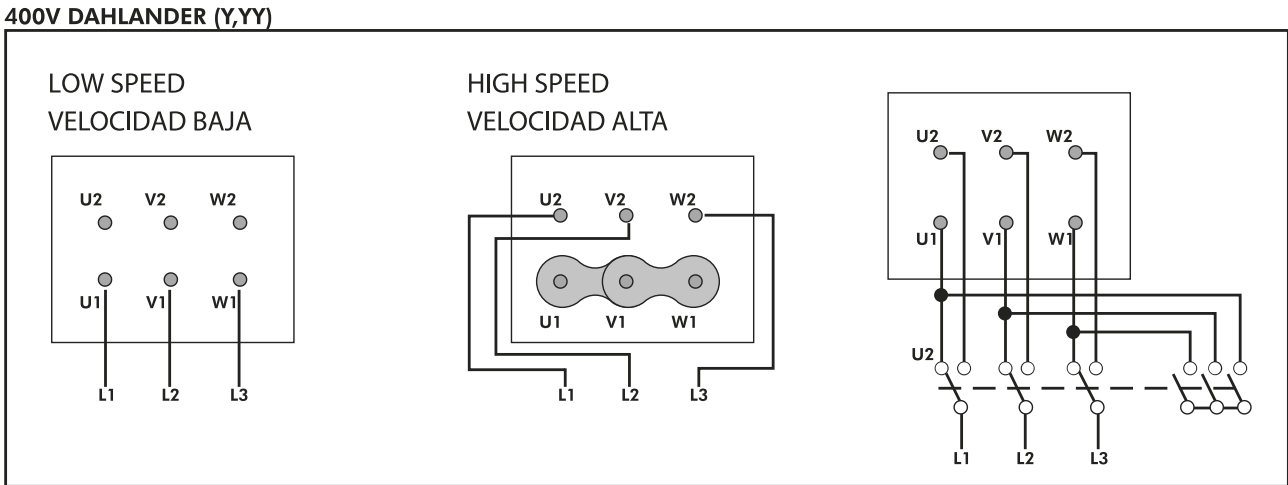 400V DAHLANDER (Y,YY)
LOW SPEED
VELOCIDAD BAJA
U2 V2 W2
U1 V1 W1
L1 L2 L3
HIGH SPEED
VELOCIDAD ALTA
U2 V2 W2
U1 V1 W1
L1 L2 L3
U2 V2 W2
U1 V1 W1
U2
L1 L2 L3